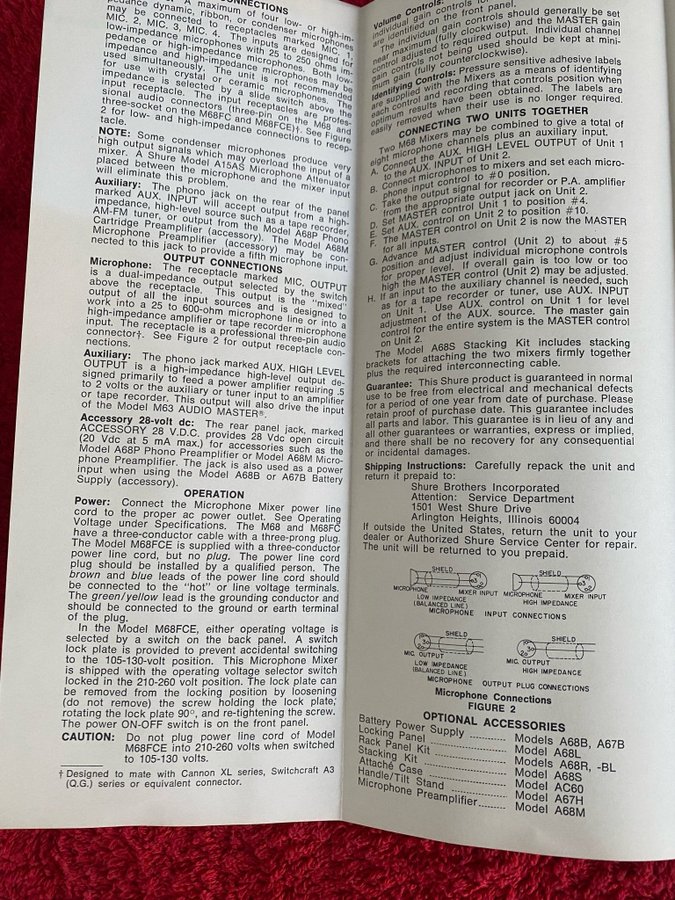 CONNECTIONS
A maximum of four low- or high-im-
pedance dynamic, ribbon, or condenser microphones
may be connected to receptacles marked MIC. 1,
MIC. 2, MIC. 3, MIC. 4. The inputs are designed for
low-impedance microphones with 25 to 250 ohms im-
pedance or high-impedance microphones. Both low-
impedance and high-impedance microphones may be
used simultaneously. The unit is not recommended
for use with crystal or ceramic microphones. The
impedance is selected by a slide switch above the
input receptacle. The input receptacles are profes-
sional audio connectors (three-pin on the M68 and
three-socket on the M68FC and M68FCE)†. See Figure
2 for low- and high-impedance connections to recep-
tacle.
NOTE: Some condenser microphones produce very
high output signals which may overload the input of a
mixer. A Shure Model A15AS Microphone Attenuator
placed between the microphone and the mixer input
will eliminate this problem.
Auxiliary: The phono jack on the rear of the panel
marked AUX. INPUT will accept output from a high-
impedance, high-level source such as a tape recorder,
AM-FM tuner, or output from the Model A68P Phono
Cartridge Preamplifier (accessory). The Model A68M
Microphone Preamplifier (accessory) may be con-
nected to this jack to provide a fifth microphone input.
OUTPUT CONNECTIONS
Microphone: The receptacle marked MIC. OUTPUT
is a dual-impedance output selected by the switch
above the receptacle. This output is the "mixed"
output of all the input sources and is designed to
work into a 25 to 600-ohm microphone line or into a
high-impedance amplifier or tape recorder microphone
input. The receptacle is a professional three-pin audio
connector†. See Figure 2 for output receptacle con-
nections.
Auxiliary: The phono jack marked AUX. HIGH LEVEL
OUTPUT is a high-impedance high-level output de-
signed primarily to feed a power amplifier requiring .5
to 2 volts or the auxiliary or tuner input to an amplifier
or tape recorder. This output will also drive the input
of the Model M63 AUDIO MASTER®.
Accessory 28-volt dc: The rear panel jack, marked
ACCESSORY 28 V.D.C. provides 28 Vdc open circuit
(20 Vdc at 5 mA max.) for accessories such as the
Model A68P Phono Preamplifier or Model A68M Micro-
phone Preamplifier. The jack is also used as a power
input when using the Model A68B or A67B Battery
Supply (accessory).
OPERATION
Power: Connect the Microphone Mixer power line
cord to the proper ac power outlet. See Operating
Voltage under Specifications. The M68 and M68FC
have a three-conductor cable with a three-prong plug.
The Model M68FCE is supplied with a three-conductor
power line cord, but no plug. The power line cord
plug should be installed by a qualified person. The
brown and blue leads of the power line cord should
be connected to the "hot" or line voltage terminals.
The green/yellow lead is the grounding conductor and
should be connected to the ground or earth terminal
of the plug.
In the Model M68FCE, either operating voltage is
selected by a switch on the back panel. A switch
lock plate is provided to prevent accidental switching
to the 105-130-volt position. This Microphone Mixer
is shipped with the operating voltage selector switch
locked in the 210-260 volt position. The lock plate can
be removed from the locking position by loosening
(do not remove) the screw holding the lock plate,
rotating the lock plate 90°, and re-tightening the screw.
The power ON-OFF switch is on the front panel.
CAUTION: Do not plug power line cord of Model
M68FCE into 210-260 volts when switched
to 105-130 volts.
† Designed to mate with Cannon XL series, Switchcraft A3
(Q.G.) series or equivalent connector.
Volume Controls:
individual gain controls for
identified on the front panel.
The individual gain controls should generally be set
near maximum (fully clockwise) and the MASTER gain
control adjusted to required output. Individual channel
gain controls not being used should be kept at mini-
mum gain (fully counterclockwise).
Identifying Controls: Pressure sensitive adhesive labels
are supplied with the Mixers as a means of identifying
each control and recording that controls position when
optimum results have been obtained. The labels are
easily removed when their use is no longer required.
CONNECTING TWO UNITS TOGETHER
Two M68 Mixers may be combined to give a total of
eight microphone channels plus an auxiliary input.
A. Connect the AUX. HIGH LEVEL OUTPUT of Unit 1
to the AUX. INPUT of Unit 2.
B. Connect microphones to mixers and set each micro-
phone input control to #0 position.
C. Take the output signal for recorder or P.A. amplifier
from the appropriate output jack on Unit 2.
D. Set MASTER control Unit 1 to position #4.
E. Set AUX. control on Unit 2 to position #10.
F. The MASTER control on Unit 2 is now the MASTER
for all inputs.
G. Advance MASTER control (Unit 2) to about #5
position and adjust individual microphone controls
for proper level. If overall gain is too low or too
high the MASTER control (Unit 2) may be adjusted.
H. If an input to the auxiliary channel is needed, such
as for a tape recorder or tuner, use AUX. INPUT
on Unit 1. Use AUX. control on Unit 1 for level
adjustment of the AUX. source. The master gain
control for the entire system is the MASTER control
on Unit 2.
The Model A68S Stacking Kit includes stacking
brackets for attaching the two mixers firmly together
plus the required interconnecting cable.
Guarantee: This Shure product is guaranteed in normal
use to be free from electrical and mechanical defects
for a period of one year from date of purchase. Please
retain proof of purchase date. This guarantee includes
all parts and labor. This guarantee is in lieu of any and
all other guarantees or warranties, express or implied,
and there shall be no recovery for any consequential
or incidental damages.
Shipping Instructions: Carefully repack the unit and
return it prepaid to:
Shure Brothers Incorporated
Attention: Service Department
1501 West Shure Drive
Arlington Heights, Illinois 60004
If outside the United States, return the unit to your
dealer or Authorized Shure Service Center for repair.
The unit will be returned to you prepaid.
SHIELD SHIELD
MICROPHONE MIXER INPUT MICROPHONE MIXER INPUT
LOW IMPEDANCE HIGH IMPEDANCE
(BALANCED LINE)
MICROPHONE INPUT CONNECTIONS
SHIELD SHIELD
MIC. OUTPUT MIC. OUTPUT
LOW IMPEDANCE HIGH IMPEDANCE
(BALANCED LINE)
MICROPHONE OUTPUT PLUG CONNECTIONS
Microphone Connections
FIGURE 2
OPTIONAL ACCESSORIES
Battery Power Supply Models A68B, A67B
Locking Panel Model A68L
Rack Panel Kit Models A68R, -BL
Stacking Kit Model A68S
Attaché Case Model AC60
Handle/Tilt Stand Model A67H
Microphone Preamplifier Model A68M